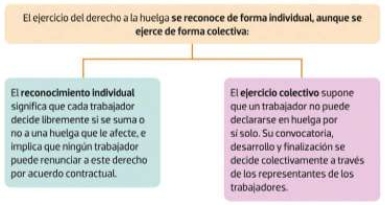 El ejercicio del derecho a la huelga se reconoce de forma individual, aunque se
ejerce de forma colectiva:
El reconocimiento individual
significa que cada trabajador
decide libremente si se suma o
no a una huelga que le afecte, e
implica que ningún trabajador
puede renunciar a este derecho
por acuerdo contractual.
El ejercicio colectivo supone
que un trabajador no puede
declararse en huelga por
sí solo. Su convocatoria,
desarrollo y finalización se
decide colectivamente a través
de los representantes de los
trabajadores.